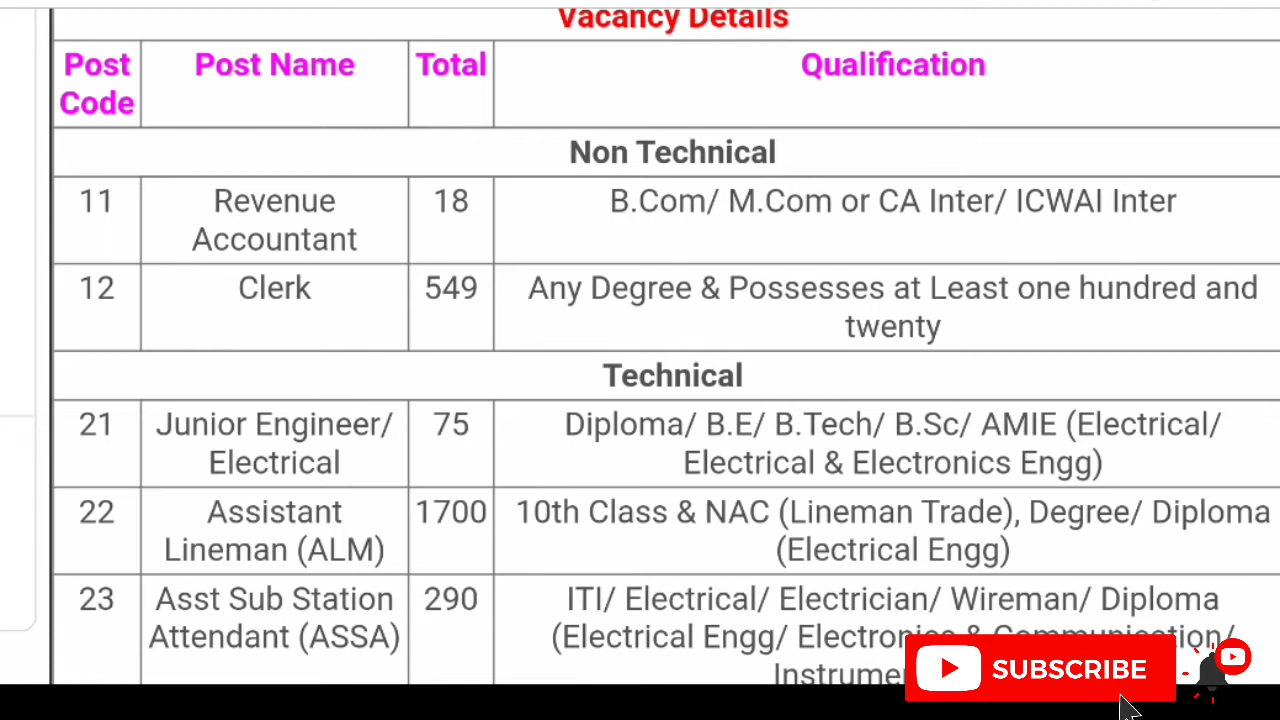 Vacancy Details
Post Code
Post Name
Total
Qualification
Non Technical
11
Revenue
Accountant
18
B.Com/ M.Com or CA Inter/ ICWAI Inter
12
Clerk
549
Any Degree & Possesses at Least one hundred and
twenty
Technical
21
Junior Engineer/
Electrical
75
Diploma/ B.E/ B.Tech/ B.Sc/ AMIE (Electrical/
Electrical & Electronics Engg)
22
Assistant
Lineman (ALM)
1700
10th Class & NAC (Lineman Trade), Degree/ Diploma
(Electrical Engg)
23
Asst Sub Station
Attendant (ASSA)
290
ITI/ Electrical/ Electrician/ Wireman/ Diploma
(Electrical Engg/ Electronics & Communication/
SUBSCRIBE